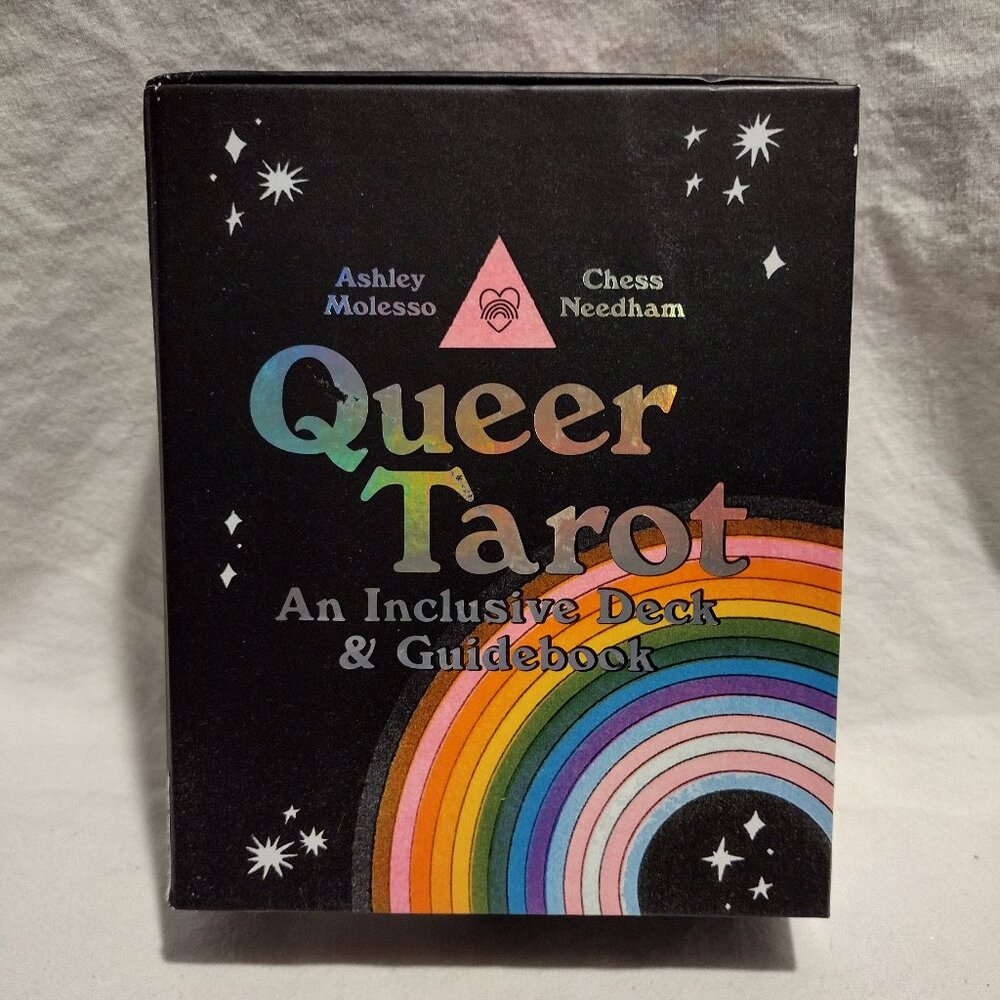 Ashley
Molesso
Chess
Needham
Queer
Tarot
An Inclusive Deck
& Guidebook